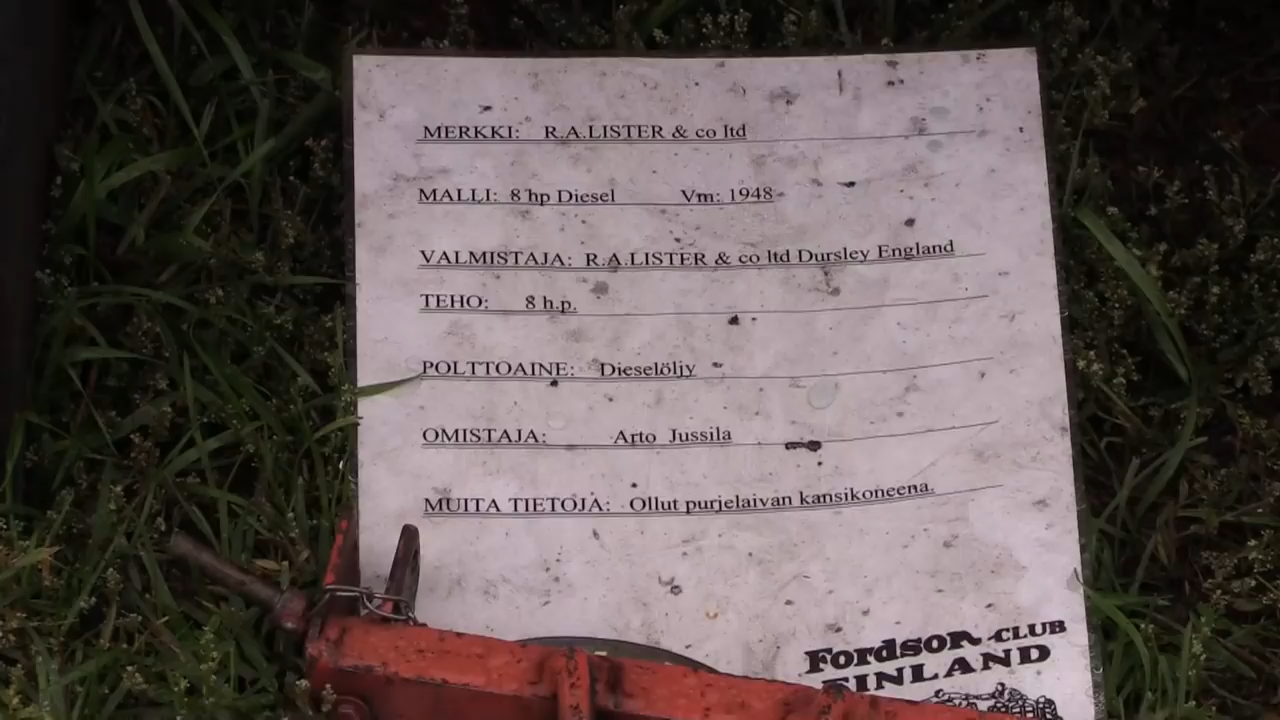 MERKKI: R.A.LISTER & co ltd
MALLI: 8 hp Diesel Vm: 1948
VALMISTAJA: R.A.LISTER & co ltd Dursley England
TEHO: 8 h.p.
POLTTOAINE: Dieselöljy
OMISTAJA: Arto Jussila
MUITA TIETOJA: Ollut purjelaivan kansikoneena.
Fordson CLUB
FINLAND